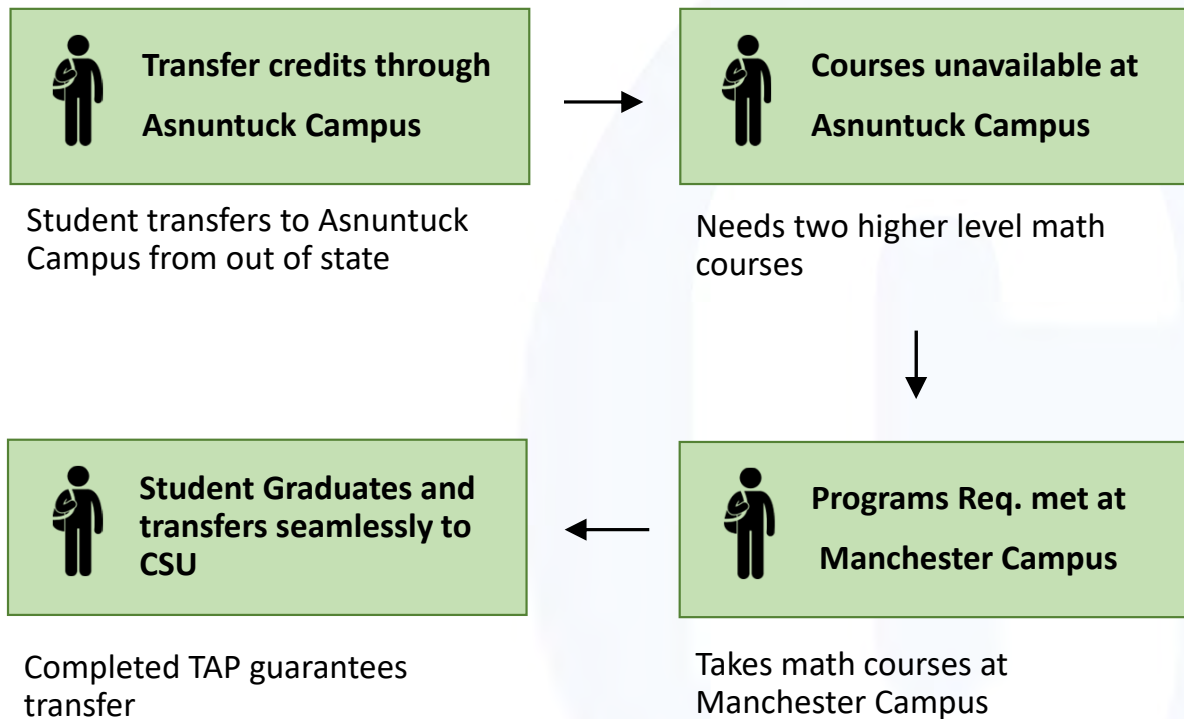 Transfer credits through
Asnuntuck Campus
Student transfers to Asnuntuck
Campus from out of state
Courses unavailable at
Asnuntuck Campus
Needs two higher level math
courses
Programs Req. met at
Manchester Campus
Takes math courses at
Manchester Campus
Student Graduates and
transfers seamlessly to
CSU
Completed TAP guarantees
transfer